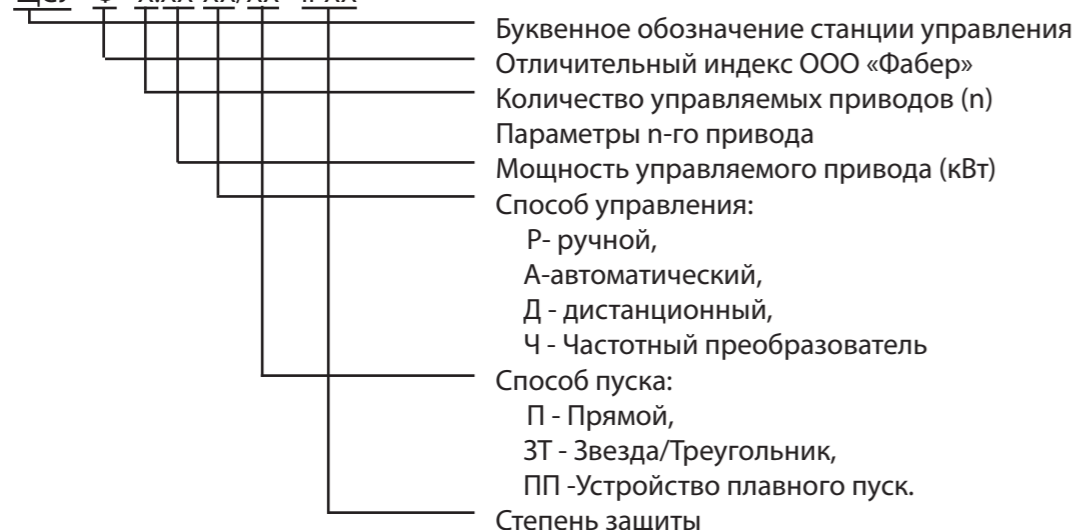 Буквенное обозначение станции управления
Отличительный индекс ООО «Фабер»
Количество управляемых приводов (n)
Параметры n-го привода
Мощность управляемого привода (кВт)
Способ управления:
Р- ручной,
А-автоматический,
Д - дистанционный,
Ч - Частотный преобразователь
Способ пуска:
П - Прямой,
ЗТ - Звезда/Треугольник,
ПП -Устройство плавного пуск.
Степень защиты